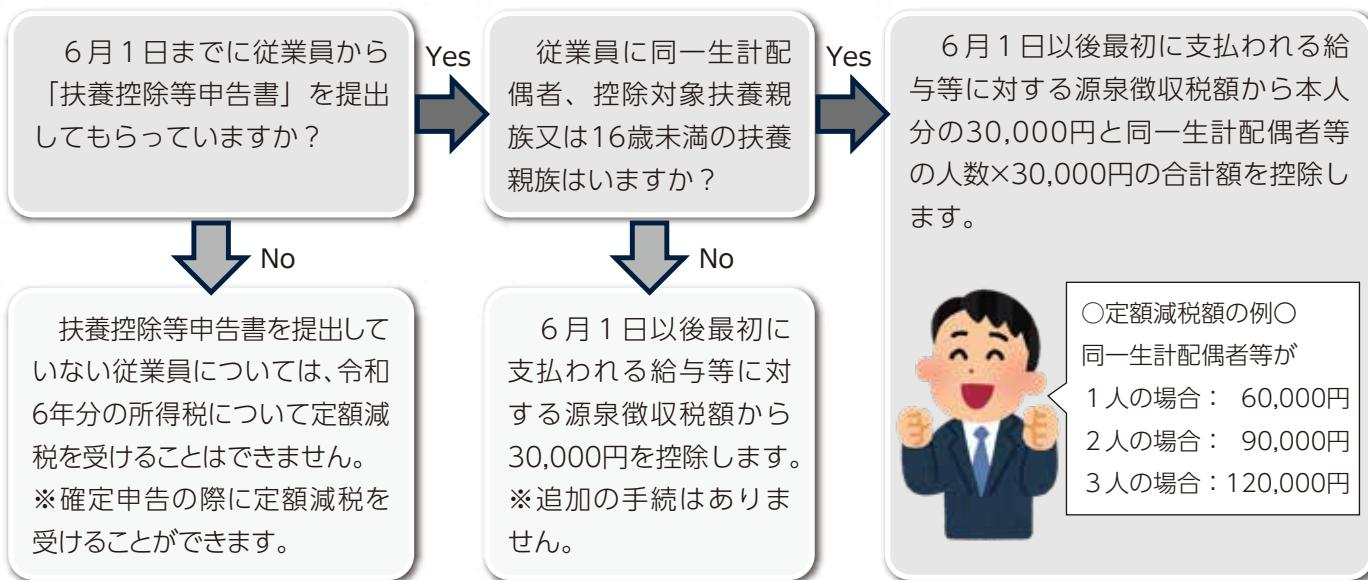 ６月１日までに従業員から
「扶養控除等申告書」を提出
してもらっていますか？
Yes
従業員に同一生計配
偶者、控除対象扶養親
族又は16歳未満の扶養
親族はいますか？
Yes
６月１日以後最初に支払われる給
与等に対する源泉徴収税額から本人
分の30,000円と同一生計配偶者等
の人数×30,000円の合計額を控除し
ます。
No
扶養控除等申告書を提出して
いない従業員については、令和
6年分の所得税について定額減
税を受けることはできません。
※確定申告の際に定額減税を
受けることができます。
No
６月１日以後最初に
支払われる給与等に対
する源泉徴収税額から
30,000円を控除します。
※追加の手続はありま
せん。
○定額減税額の例○
同一生計配偶者等が
１人の場合： 60,000円
２人の場合： 90,000円
３人の場合：120,000円